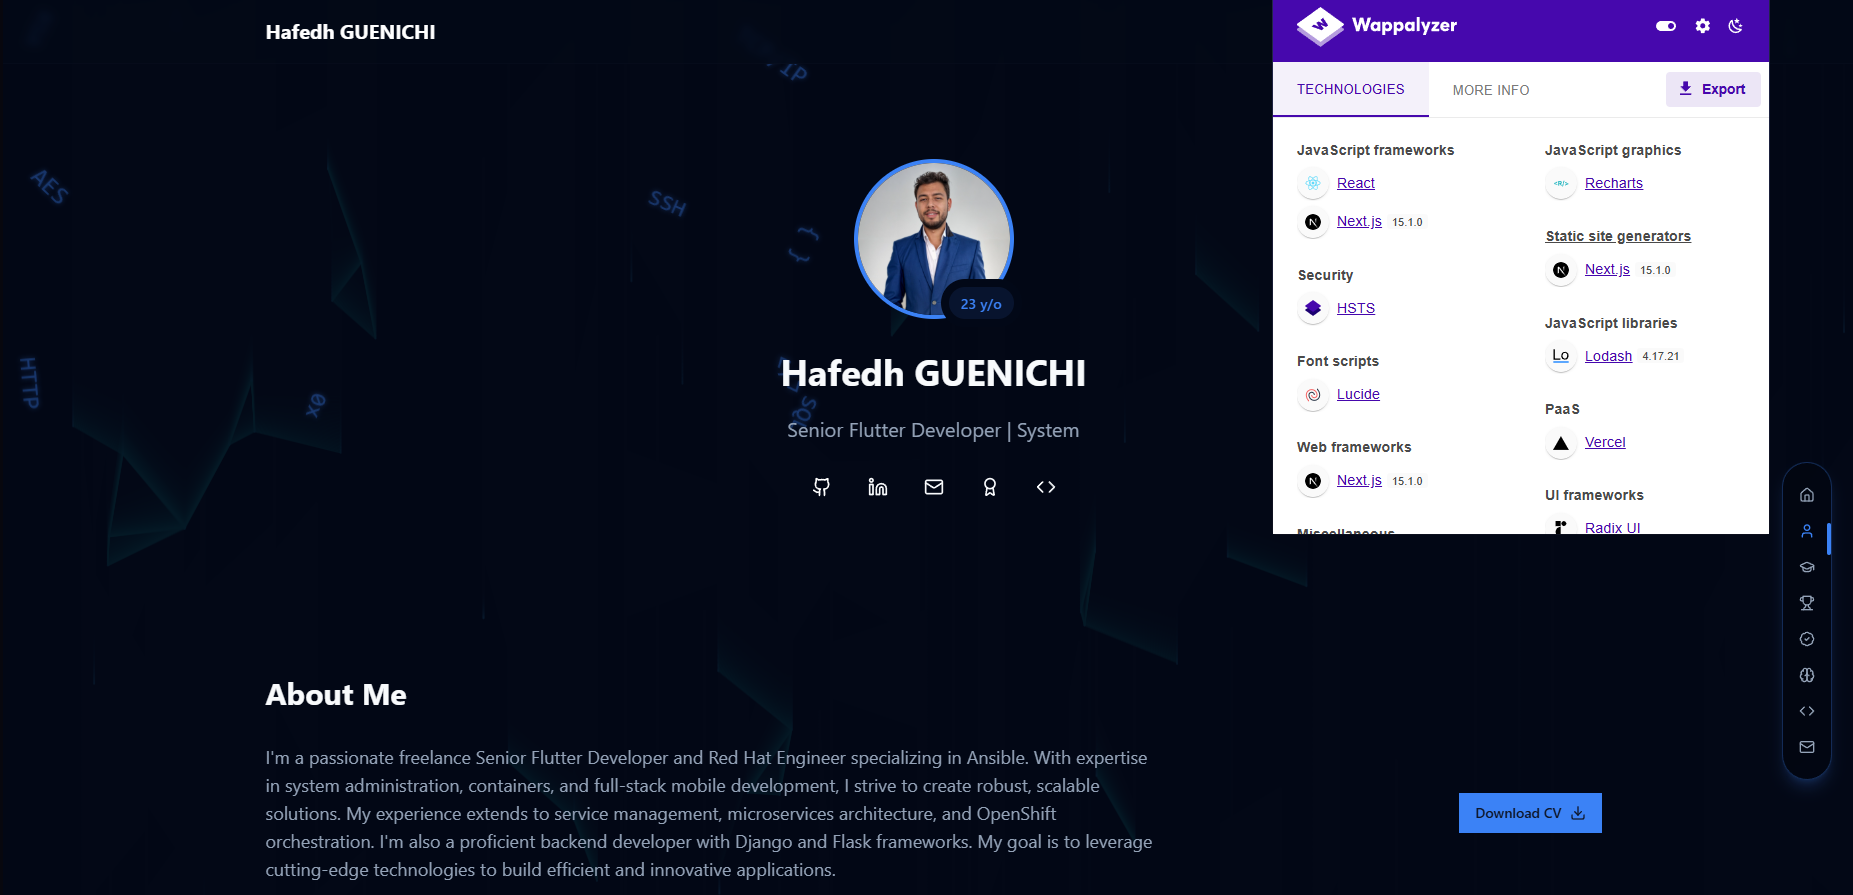 Hafedh GUENICHI
IP
AES
SSH
{ }
HTTP
0x
SQL
23 y/o
Hafedh GUENICHI
Senior Flutter Developer | System
About Me
I'm a passionate freelance Senior Flutter Developer and Red Hat Engineer specializing in Ansible. With expertise
in system administration, containers, and full-stack mobile development, I strive to create robust, scalable
solutions. My experience extends to service management, microservices architecture, and OpenShift
orchestration. I'm also a proficient backend developer with Django and Flask frameworks. My goal is to leverage
cutting-edge technologies to build efficient and innovative applications.
Download CV
Wappalyzer
TECHNOLOGIES
MORE INFO
Export
JavaScript frameworks
React
Next.js 15.1.0
Security
HSTS
Font scripts
Lucide
Web frameworks
Next.js 15.1.0
Miscellaneous
JavaScript graphics
Recharts
Static site generators
Next.js 15.1.0
JavaScript libraries
Lo
Lodash 4.17.21
PaaS
Vercel
UI frameworks
Radix UI